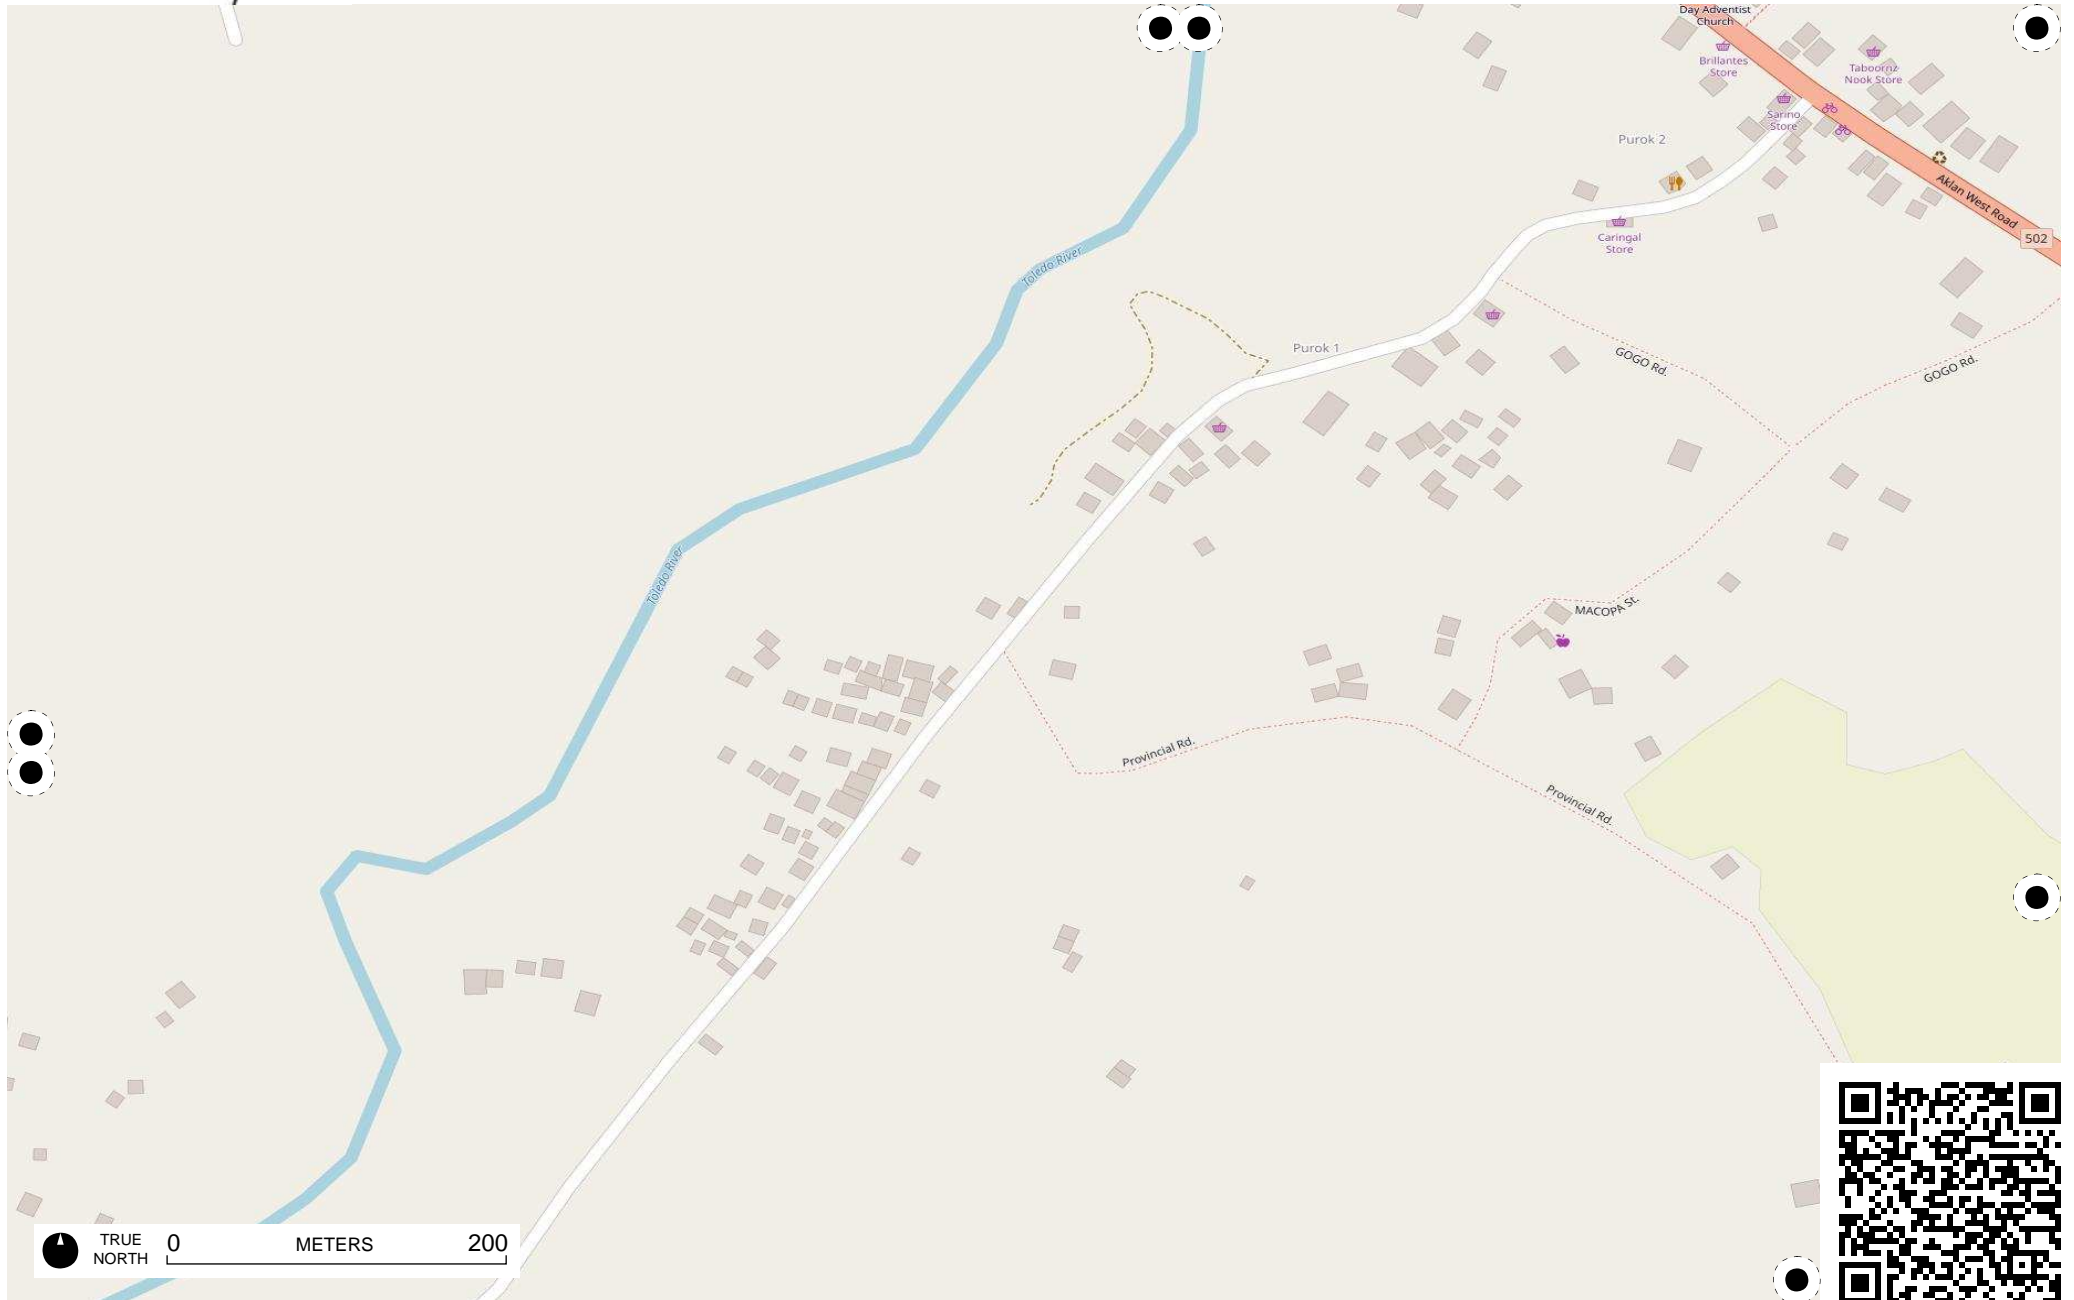 Day Adventist
Church
Brillantes
Store
Taboornz
Nook Store
Sarino
Store
Purok 2
Aklan West Road
502
Caringal
Store
Toledo River
Purok 1
GOGO Rd.
GOGO Rd.
Toledo River
MACOPA St.
Provincial Rd.
Provincial Rd.
TRUE
NORTH
0
METERS
200